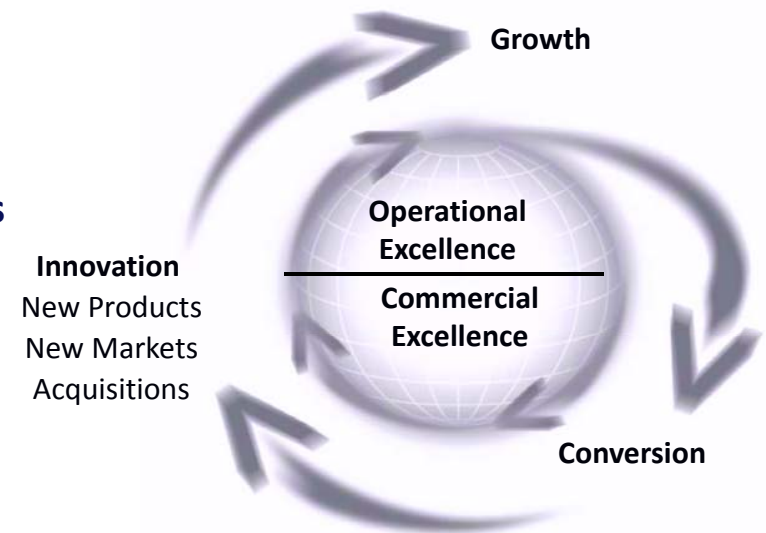 Growth
s
Operational
Excellence
Innovation
New Products
New Markets
Acquisitions
Commercial
Excellence
Conversion